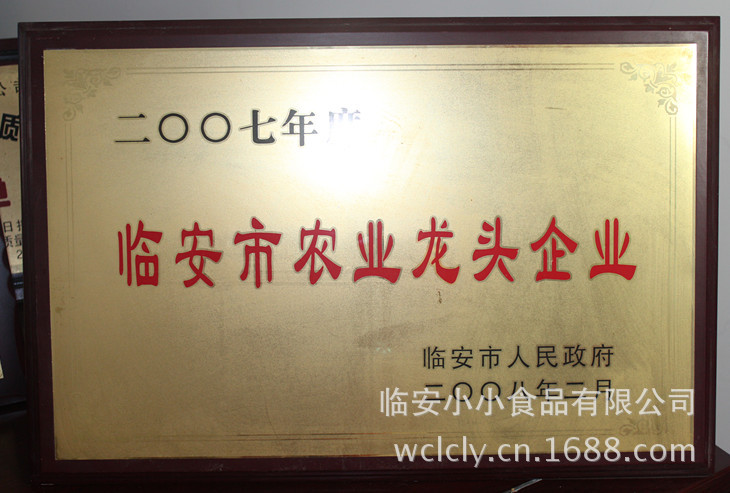 二〇〇七年度
临安市农业龙头企业
临安市人民政府
二〇〇八年二月
临安小小食品有限公司
wclcly.cn.1688.com